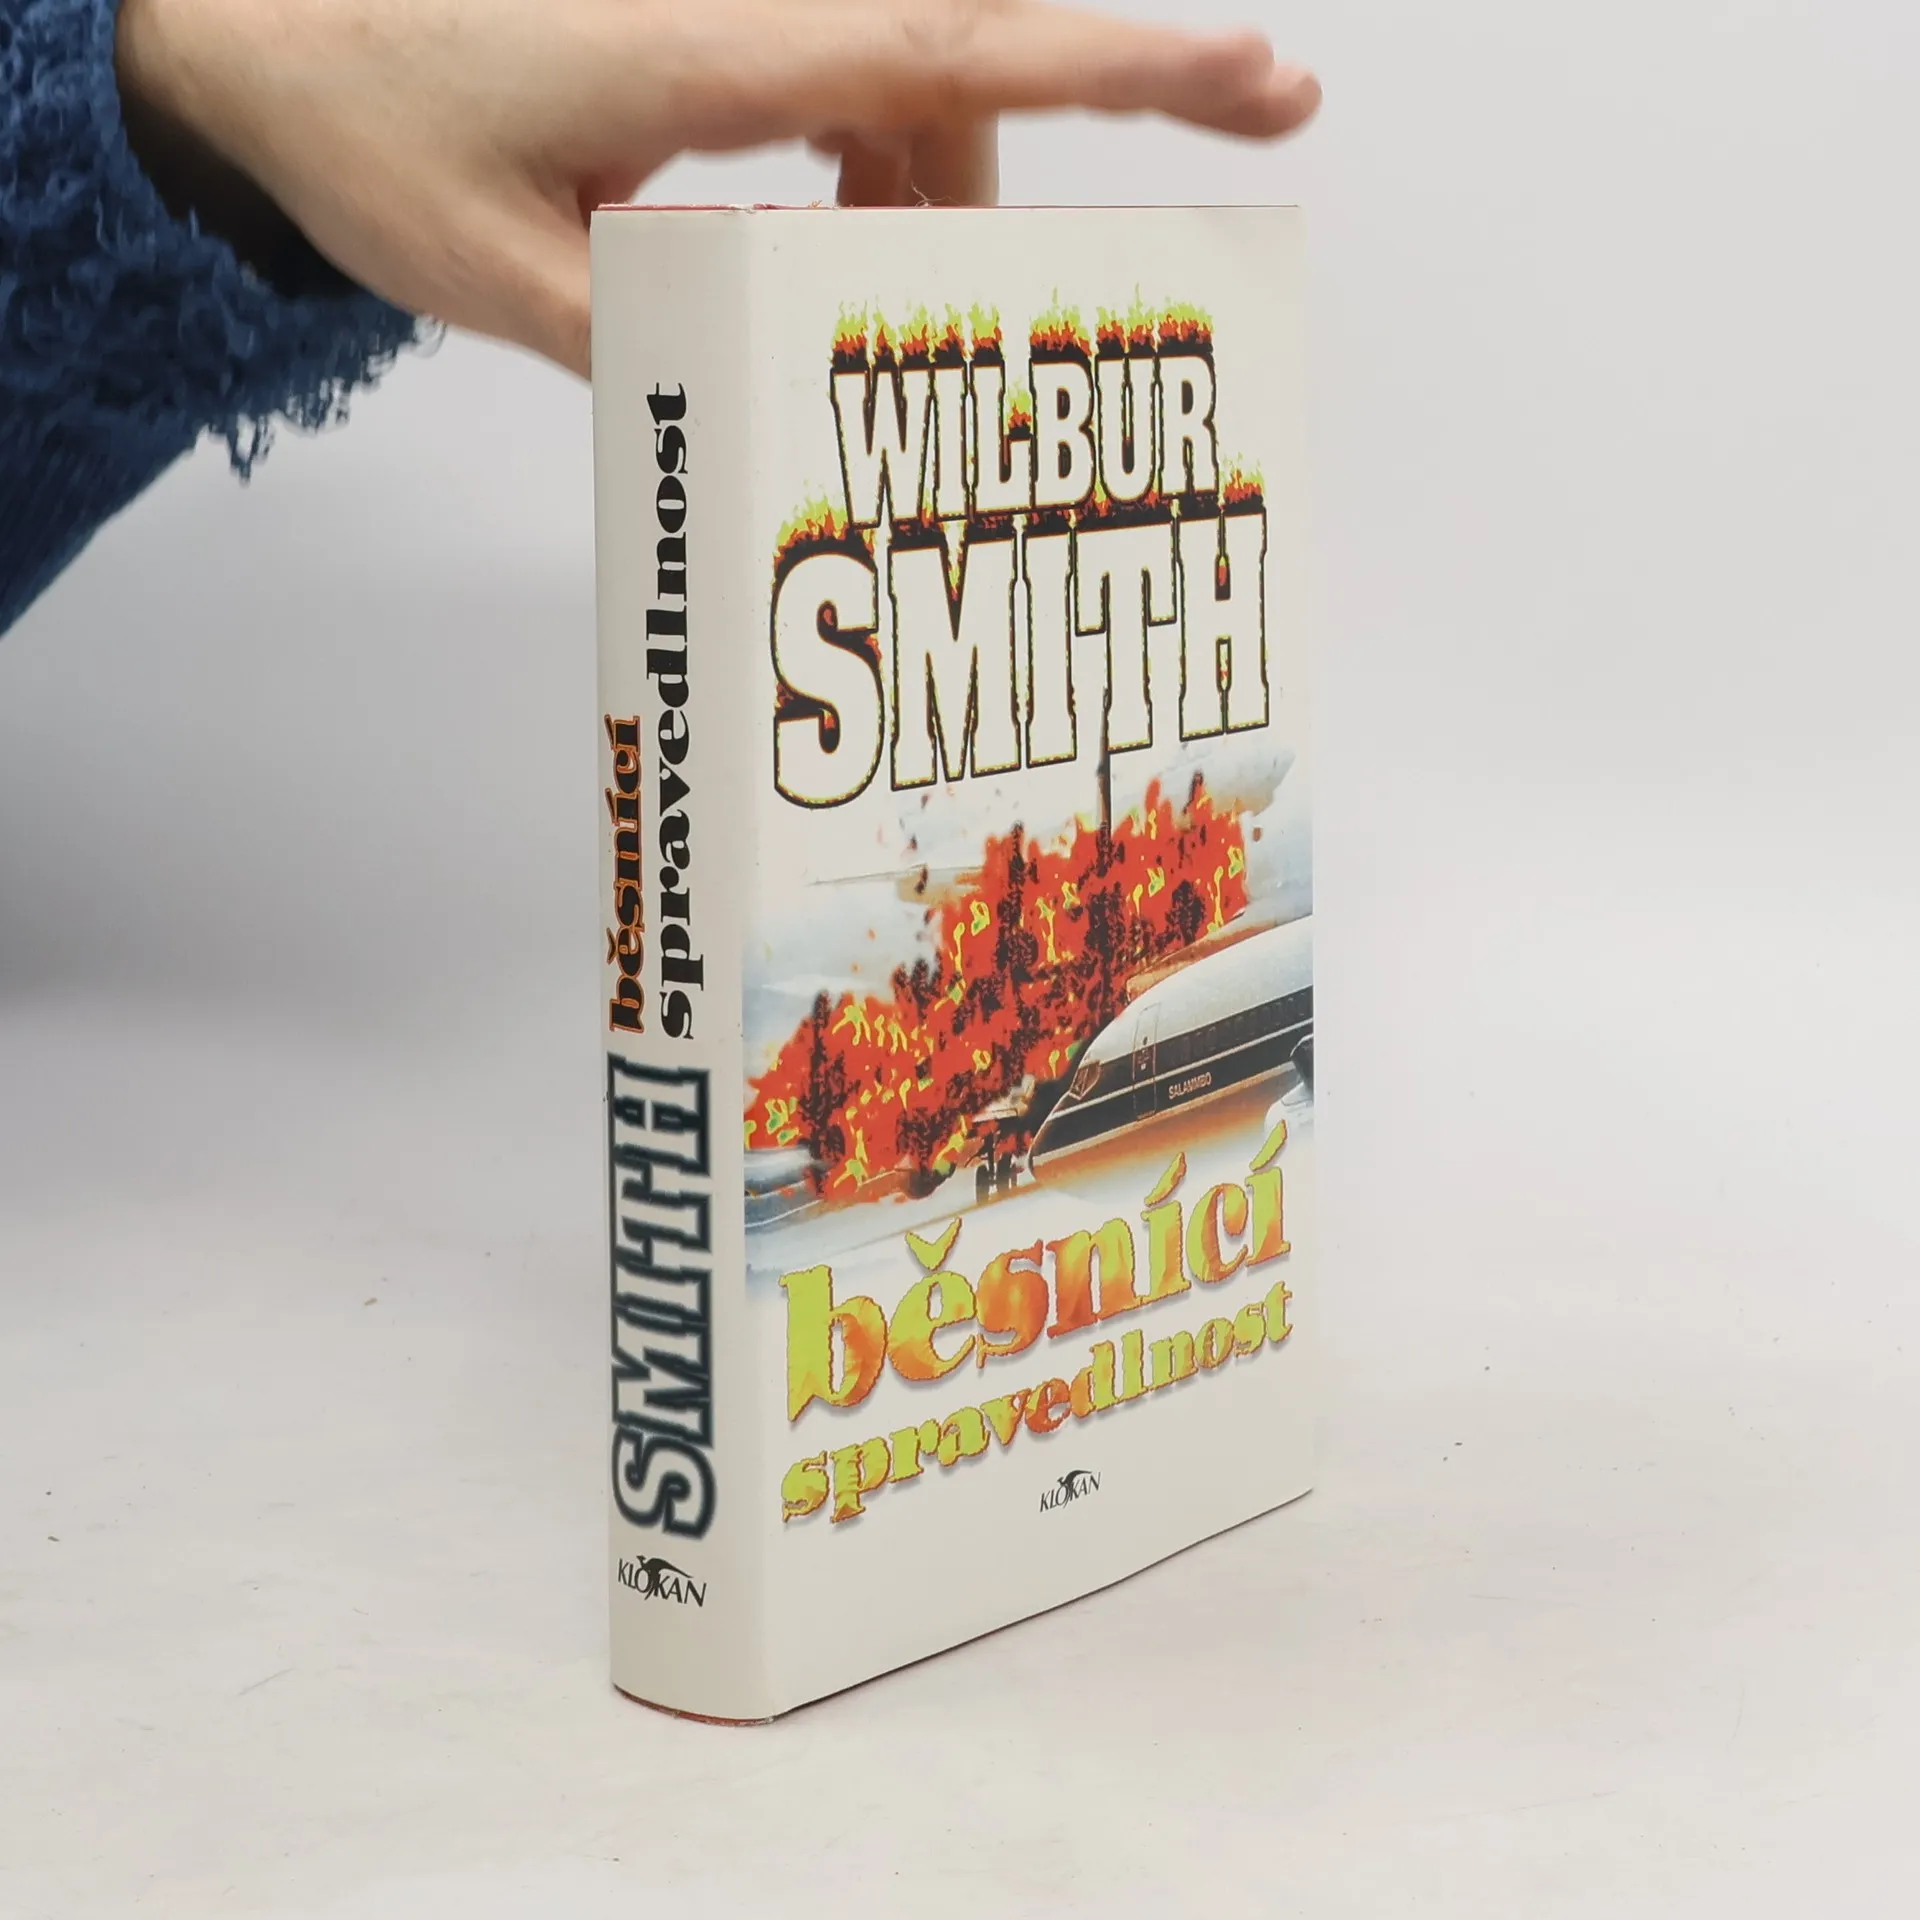 běsnící
spravedlnost
SMITH
KLOKAN
WILBUR
SMITH
SALAMMBO
běsnící
spravedlnost
KLOKAN